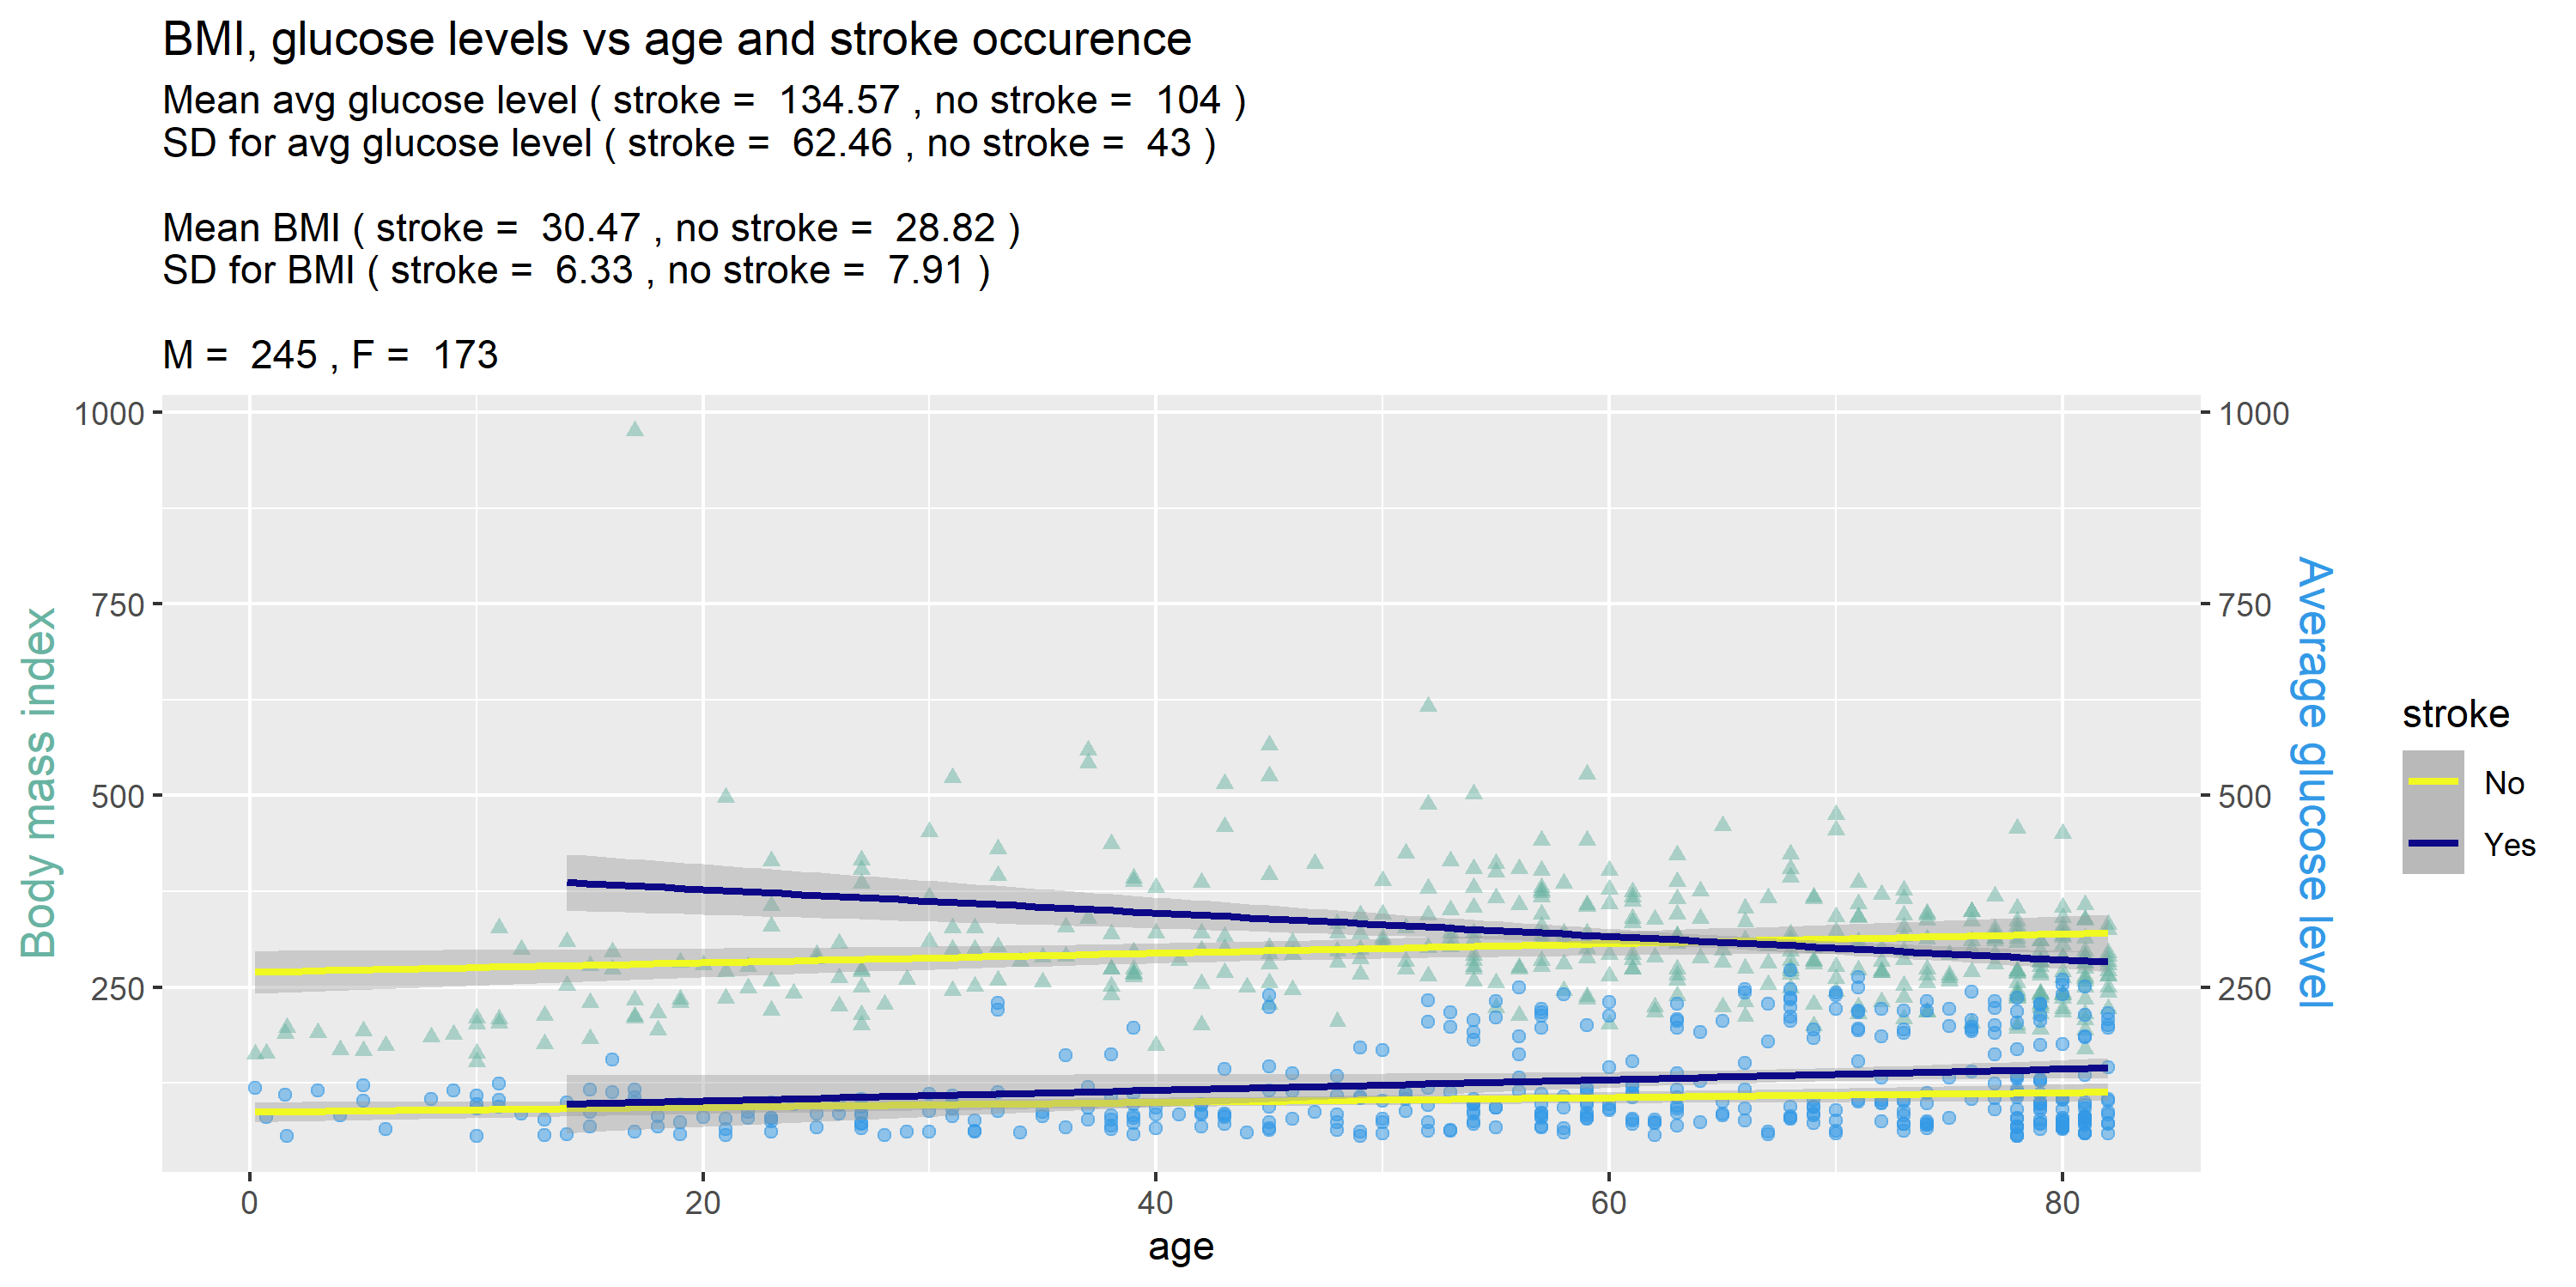 BMI, glucose levels vs age and stroke occurence
Mean avg glucose level ( stroke =  134.57 , no stroke =  104 )
SD for avg glucose level ( stroke =  62.46 , no stroke =  43 )
Mean BMI ( stroke =  30.47 , no stroke =  28.82 )
SD for BMI ( stroke =  6.33 , no stroke =  7.91 )
M =  245 , F =  173
Body mass index
1000
750
500
250
1000
750
500
250
Average glucose level
0
20
40
60
80
age
stroke
No
Yes